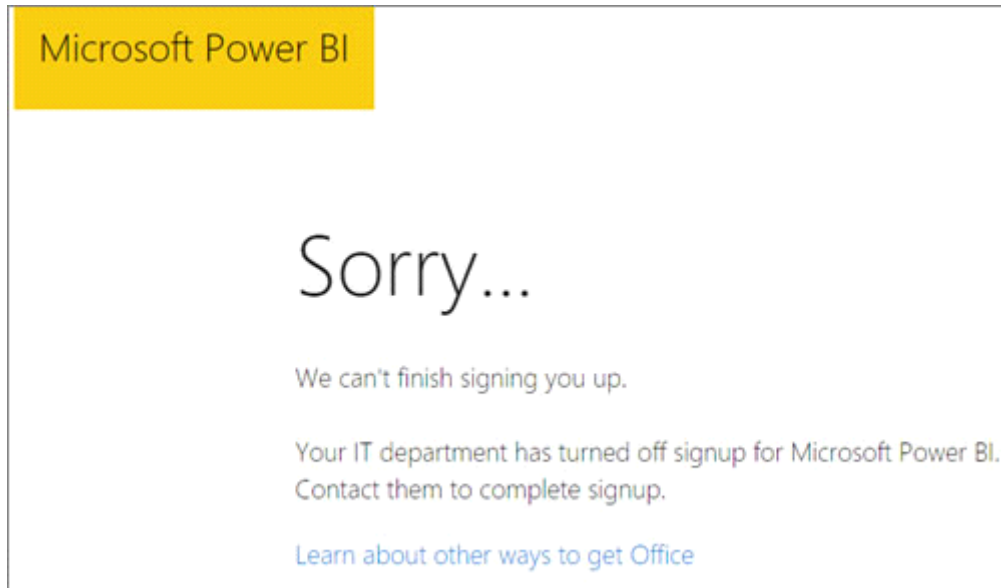 Microsoft Power BI
Sorry...
We can't finish signing you up.
Your IT department has turned off signup for Microsoft Power BI.
Contact them to complete signup.
Learn about other ways to get Office